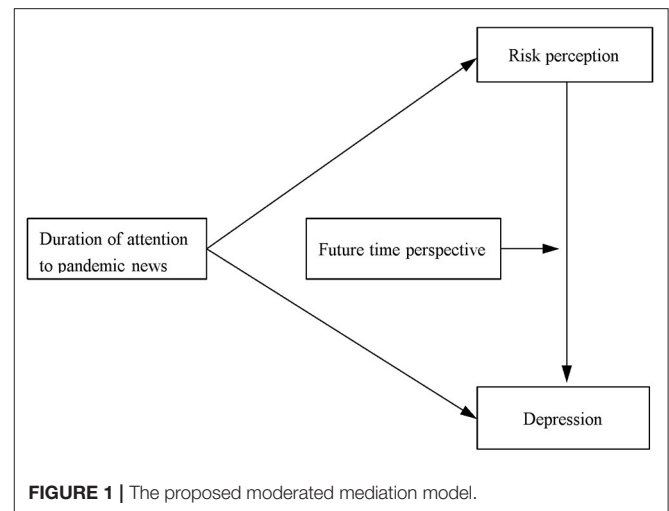 Risk perception
Duration of attention
to pandemic news
Future time perspective
Depression
FIGURE 1 | The proposed moderated mediation model.